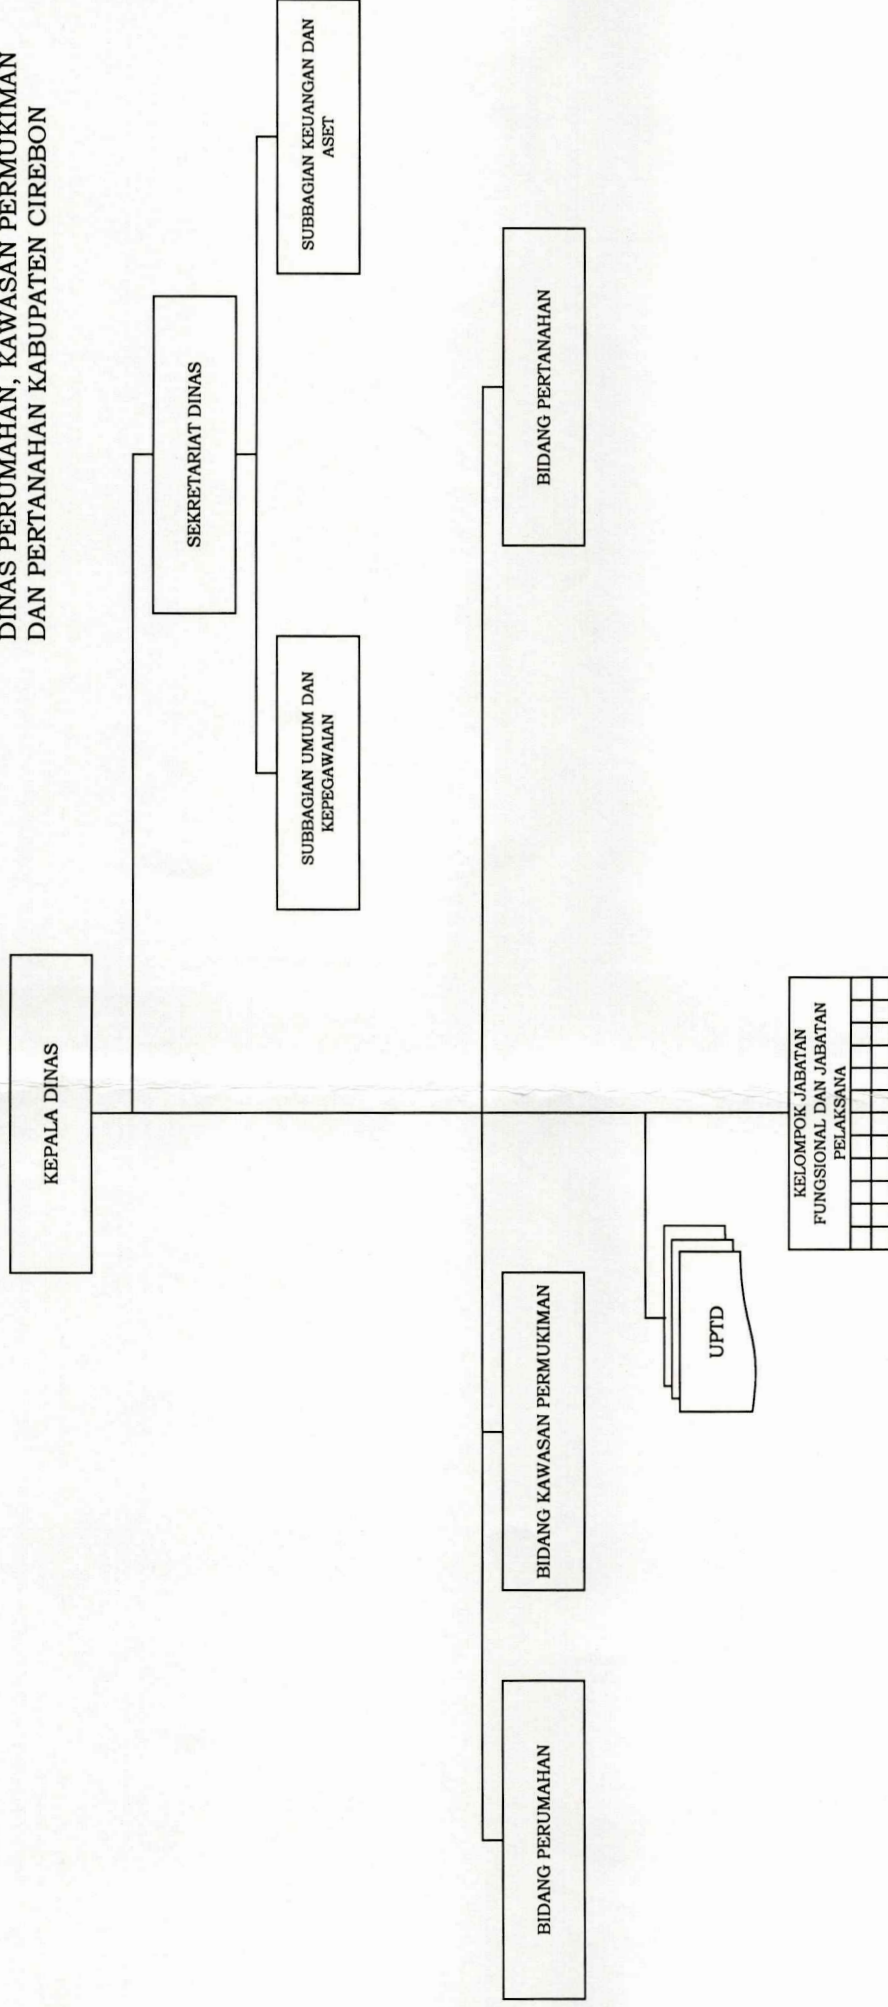 DINAS PERUMAHAN, KAWASAN PERMUKIMAN
DAN PERTANAHAN KABUPATEN CIREBON
KEPALA DINAS
SEKRETARIAT DINAS
SUBBAGIAN UMUM DAN
KEPEGAWAIAN
SUBBAGIAN KEUANGAN DAN
ASET
BIDANG PERUMAHAN
BIDANG KAWASAN PERMUKIMAN
BIDANG PERTANAHAN
UPTD
KELOMPOK JABATAN
FUNGSIONAL DAN JABATAN
PELAKSANA